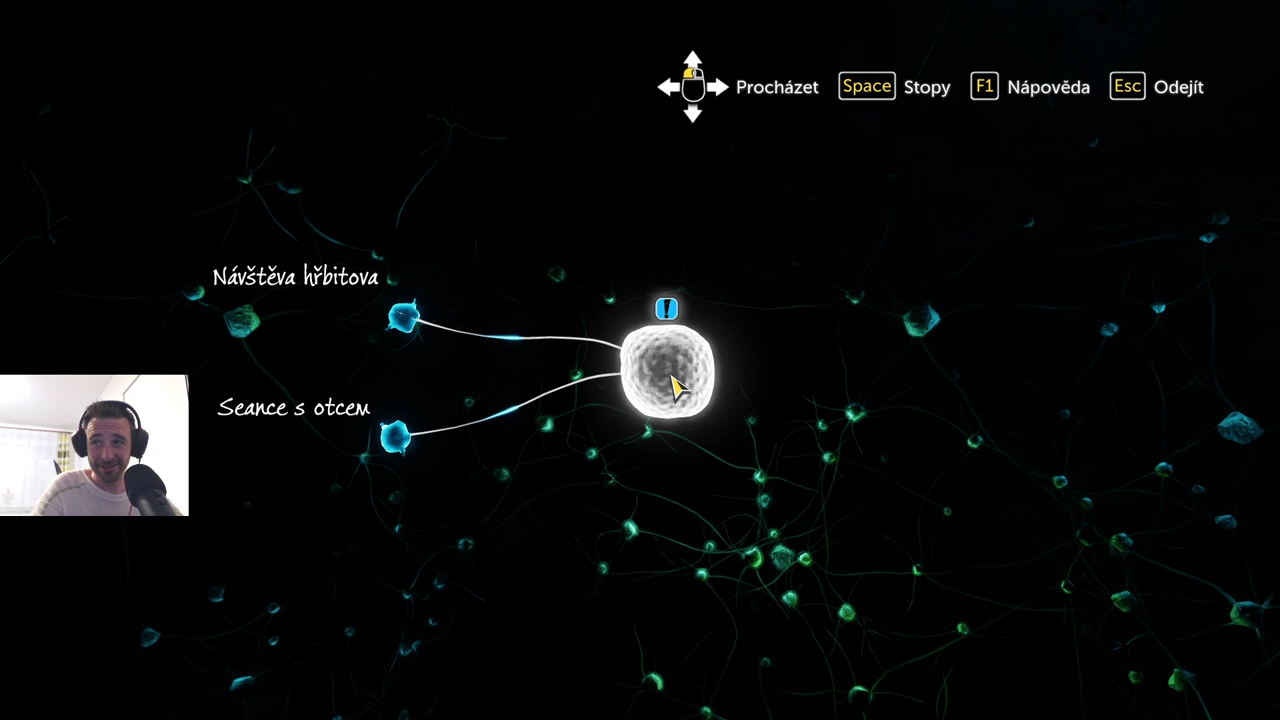 Procházet Space Stopy F1 Nápověda Esc Odejít
Návštěva hřbitova
!
Seance s otcem